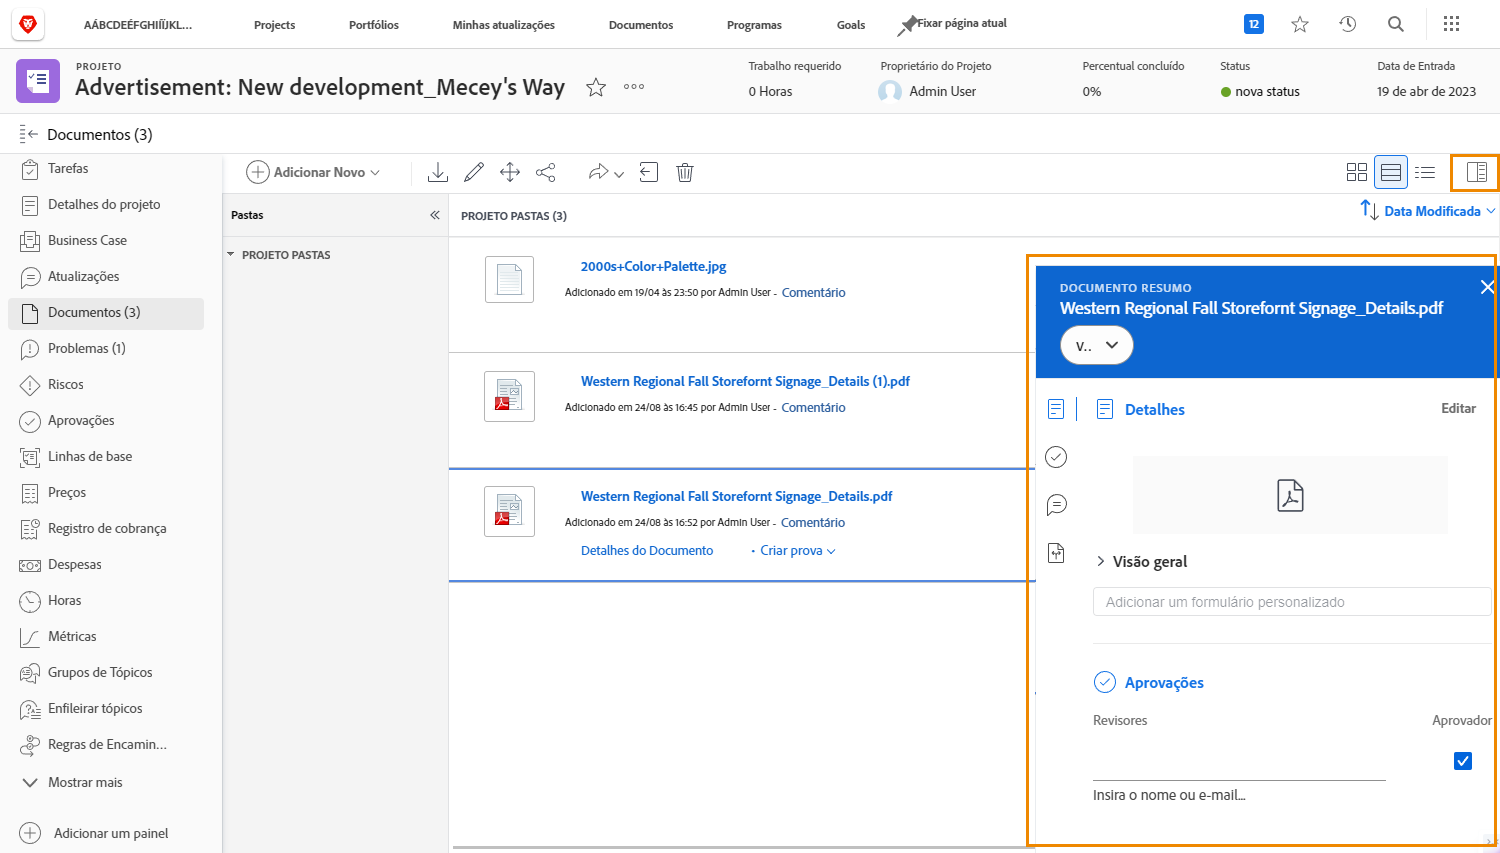 AÁBCDEÉFGHIÍÏJKL...
Projects
Portfólios
Minhas atualizações
Documentos
Programas
Goals
Fixar página atual
12
PROJETO
Advertisement: New development_Mecey's Way
Trabalho requerido
0 Horas
Proprietário do Projeto
Admin User
Percentual concluído
0%
Status
nova status
Data de Entrada
19 de abr de 2023
Documentos (3)
Tarefas
Detalhes do projeto
Business Case
Atualizações
Documentos (3)
Problemas (1)
Riscos
Aprovações
Linhas de base
Preços
Registro de cobrança
Despesas
Horas
Métricas
Grupos de Tópicos
Enfileirar tópicos
Regras de Encamin...
Mostrar mais
Adicionar um painel
Adicionar Novo
Pastas
PROJETO PASTAS
PROJETO PASTAS (3)
Data Modificada
2000s+Color+Palette.jpg
Adicionado em 19/04 às 23:50 por Admin User - Comentário
Western Regional Fall Storefornt Signage_Details (1).pdf
Adicionado em 24/08 às 16:45 por Admin User - Comentário
Western Regional Fall Storefornt Signage_Details.pdf
Adicionado em 24/08 às 16:52 por Admin User - Comentário
Detalhes do Documento • Criar prova
DOCUMENTO RESUMO
Western Regional Fall Storefornt Signage_Details.pdf
v..
Detalhes
Editar
Visão geral
Adicionar um formulário personalizado
Aprovações
Revisores
Aprovador
Insira o nome ou e-mail...